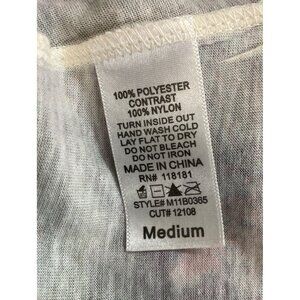 100% POLYESTER
CONTRAST
100% NYLON
TURN INSIDE OUT
HAND WASH COLD
LAY FLAT TO DRY
DO NOT BLEACH
DO NOT IRON
MADE IN CHINA
RN# 118181
STYLE# M11B0365
CUT# 12108
Medium